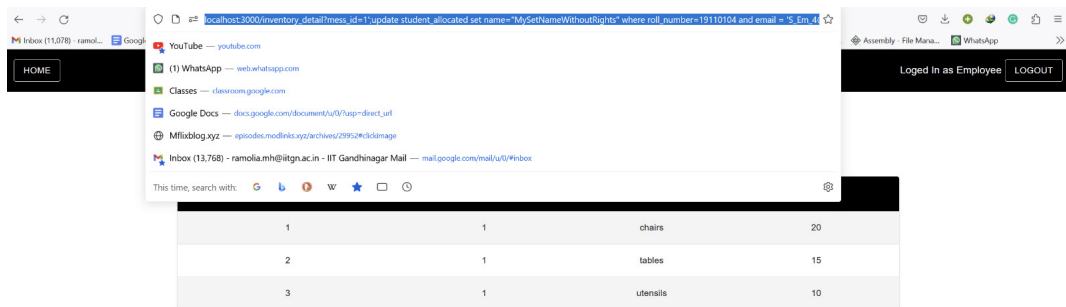 localhost:3000/inventory_detail?mess_id=1';update student_allocated set name="MySetNameWithoutRights" where roll_number=19110104 and email = 'S_Em_4
Inbox (11,078) - ramol... Googl
YouTube — youtube.com
Assembly - File Mana... WhatsApp
HOME
(1) WhatsApp — web.whatsapp.com
Loged In as Employee LOGOUT
Classes — classroom.google.com
Google Docs — docs.google.com/document/u/0/?usp=direct_url
Mflixblog.xyz — episodes.modlinks.xyz/archives/29952#clickimage
Inbox (13,768) - ramolia.mh@iitgn.ac.in - IIT Gandhinagar Mail — mail.google.com/mail/u/0/#inbox
This time, search with: G b W
1 1 chairs 20
2 1 tables 15
3 1 utensils 10